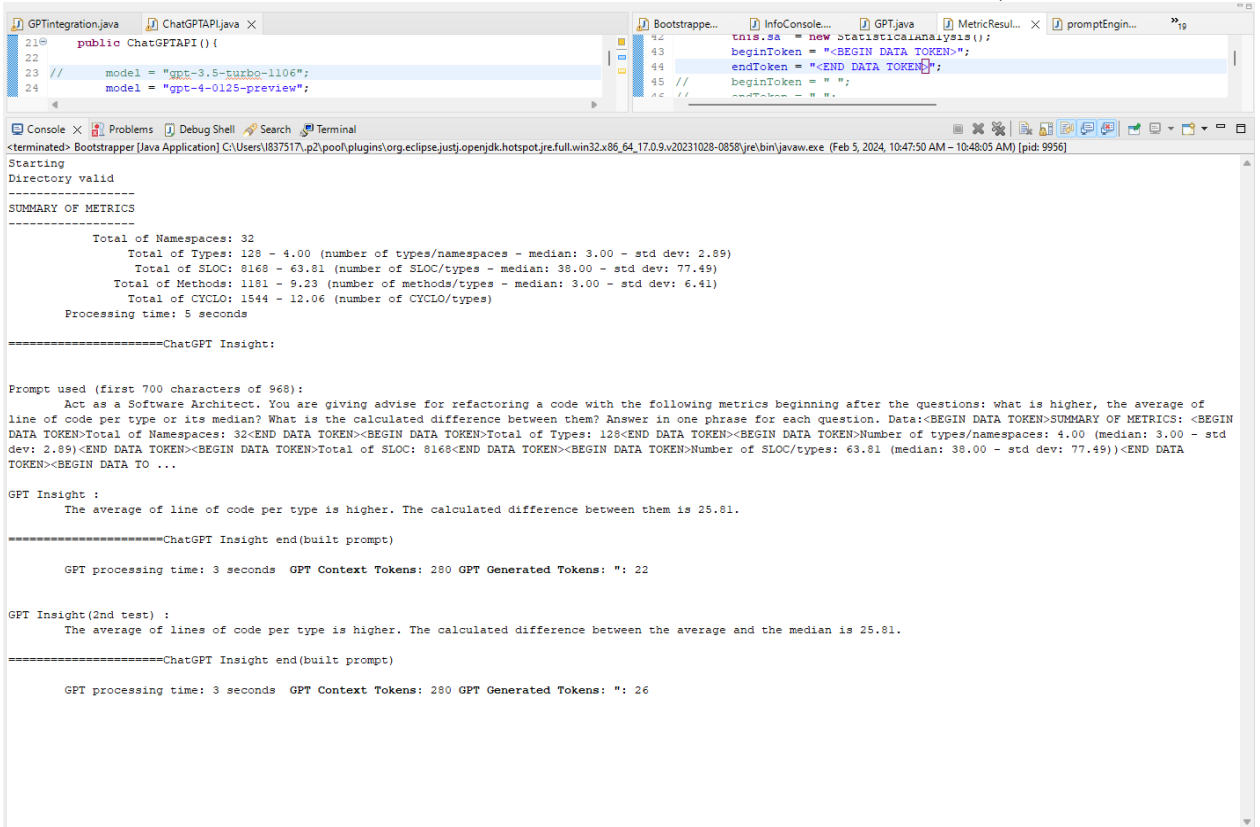 GPTintegration.java ChatGPTAPI.java Bootstrappe... InfoConsole.... GPT.java MetricResul... promptEngin... »19
21 public ChatGPTAPI(){
22
23 // model = "gpt-3.5-turbo-1106";
24 model = "gpt-4-0125-preview";
42 this.sa = new StatisticalAnalysis();
43 beginToken = "<BEGIN DATA TOKEN>";
44 endToken = "<END DATA TOKEN>";
45 // beginToken = " ";
46 // endToken = " ";
Console Problems Debug Shell Search Terminal
<terminated> Bootstrapper [Java Application] C:\Users\I837517\.p2\pool\plugins\org.eclipse.justj.openjdk.hotspot.jre.full.win32.x86_64_17.0.9.v20231028-0858\jre\bin\javaw.exe (Feb 5, 2024, 10:47:50 AM – 10:48:05 AM) [pid: 9956]
Starting
Directory valid
------------------
SUMMARY OF METRICS
------------------
Total of Namespaces: 32
Total of Types: 128 - 4.00 (number of types/namespaces - median: 3.00 - std dev: 2.89)
Total of SLOC: 8168 - 63.81 (number of SLOC/types - median: 38.00 - std dev: 77.49)
Total of Methods: 1181 - 9.23 (number of methods/types - median: 3.00 - std dev: 6.41)
Total of CYCLO: 1544 - 12.06 (number of CYCLO/types)
Processing time: 5 seconds
======================ChatGPT Insight:
Prompt used (first 700 characters of 968):
Act as a Software Architect. You are giving advise for refactoring a code with the following metrics beginning after the questions: what is higher, the average of
line of code per type or its median? What is the calculated difference between them? Answer in one phrase for each question. Data:<BEGIN DATA TOKEN>SUMMARY OF METRICS: <BEGIN
DATA TOKEN>Total of Namespaces: 32<END DATA TOKEN><BEGIN DATA TOKEN>Total of Types: 128<END DATA TOKEN><BEGIN DATA TOKEN>Number of types/namespaces: 4.00 (median: 3.00 - std
dev: 2.89)<END DATA TOKEN><BEGIN DATA TOKEN>Total of SLOC: 8168<END DATA TOKEN><BEGIN DATA TOKEN>Number of SLOC/types: 63.81 (median: 38.00 - std dev: 77.49))<END DATA
TOKEN><BEGIN DATA TO ...
GPT Insight :
The average of line of code per type is higher. The calculated difference between them is 25.81.
======================ChatGPT Insight end(built prompt)
GPT processing time: 3 seconds GPT Context Tokens: 280 GPT Generated Tokens: ": 22
GPT Insight(2nd test) :
The average of lines of code per type is higher. The calculated difference between the average and the median is 25.81.
======================ChatGPT Insight end(built prompt)
GPT processing time: 3 seconds GPT Context Tokens: 280 GPT Generated Tokens: ": 26